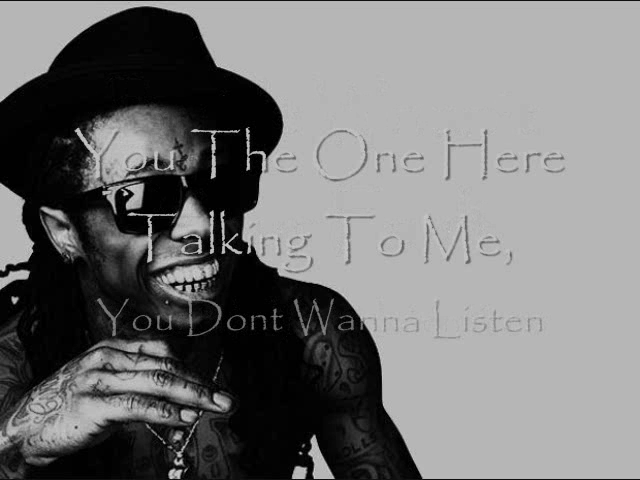 You The One Here
Talking To Me,
You Dont Wanna Listen